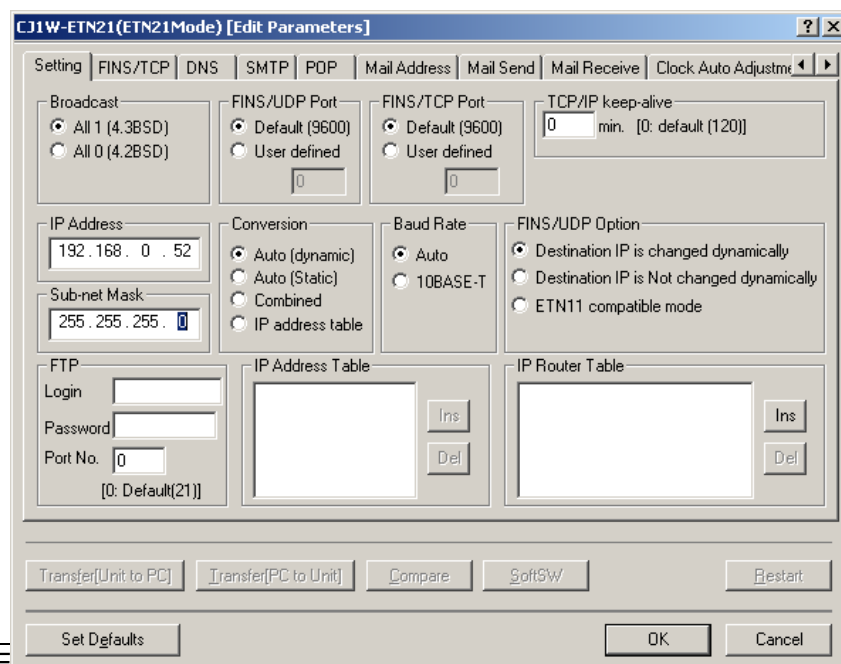 CJ1W-ETN21(ETN21Mode) [Edit Parameters]
Setting FINS/TCP DNS SMTP POP Mail Address Mail Send Mail Receive Clock Auto Adjustme
Broadcast
All 1 (4.3BSD)
All 0 (4.2BSD)
FINS/UDP Port
Default (9600)
User defined
0
FINS/TCP Port
Default (9600)
User defined
0
TCP/IP keep-alive
0 min. [0: default (120)]
IP Address
192.168. 0 . 52
Sub-net Mask
255.255.255. 0
Conversion
Auto (dynamic)
Auto (Static)
Combined
IP address table
Baud Rate
Auto
10BASE-T
FINS/UDP Option
Destination IP is changed dynamically
Destination IP is Not changed dynamically
ETN11 compatible mode
FTP
Login
Password
Port No. 0
[0: Default(21)]
IP Address Table
Ins
Del
IP Router Table
Ins
Del
Transfer[Unit to PC] Transfer[PC to Unit] Compare SoftSW Restart
Set Defaults OK Cancel